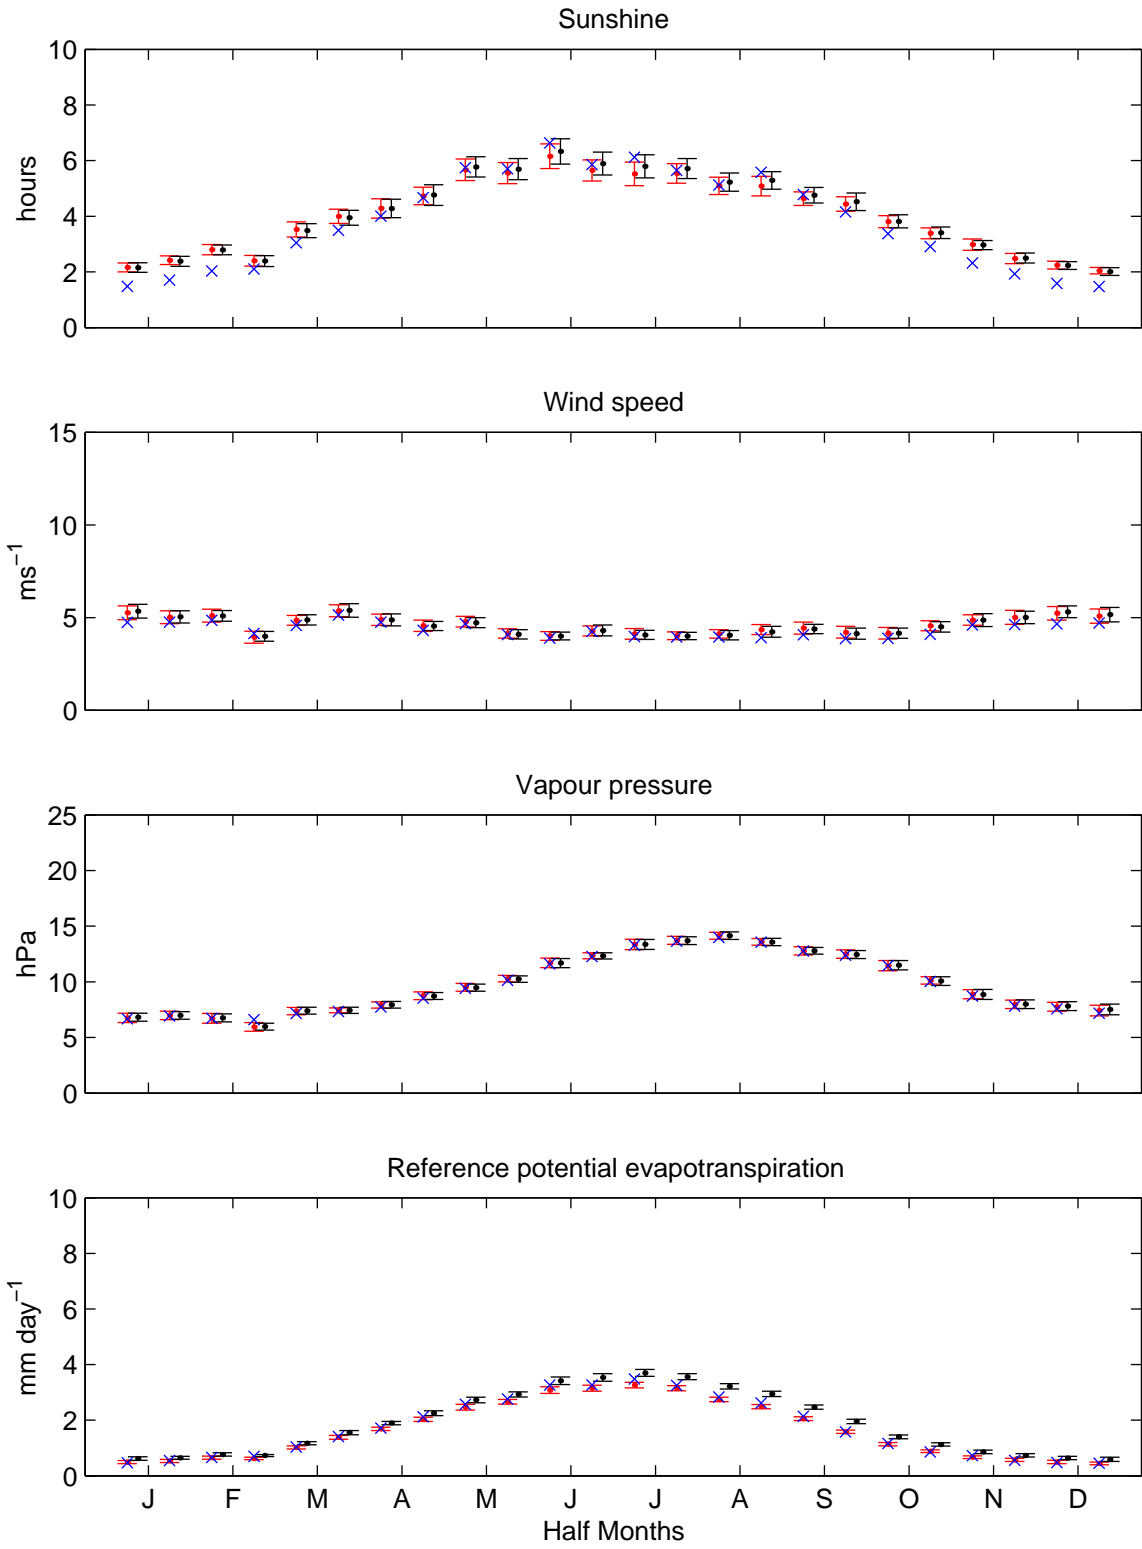 Sunshine
10
8
6
4
2
0
hours
Wind speed
15
10
5
0
ms⁻¹
Vapour pressure
25
20
15
10
5
0
hPa
Reference potential evapotranspiration
10
8
6
4
2
0
mm day⁻¹
J F M A M J J A S O N D
Half Months